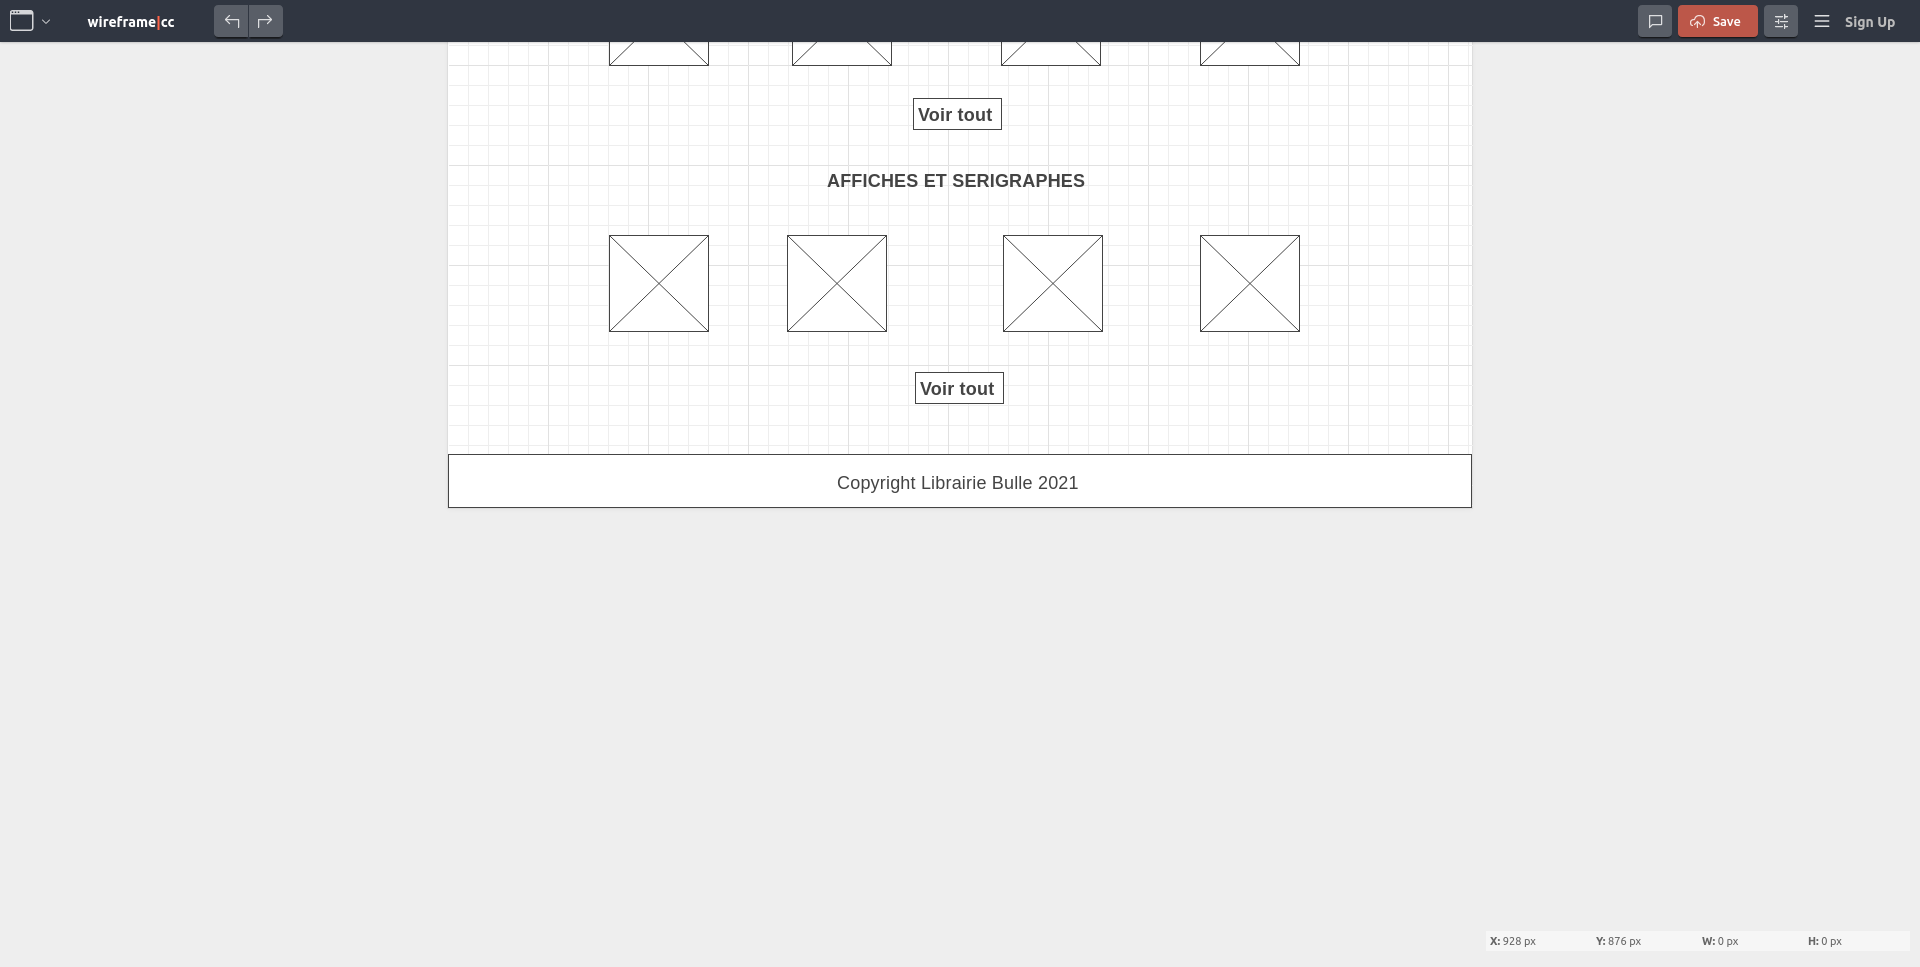 wireframe|cc
Save
Sign Up
Voir tout
AFFICHES ET SERIGRAPHES
Voir tout
Copyright Librairie Bulle 2021
X: 928 px Y: 876 px W: 0 px H: 0 px